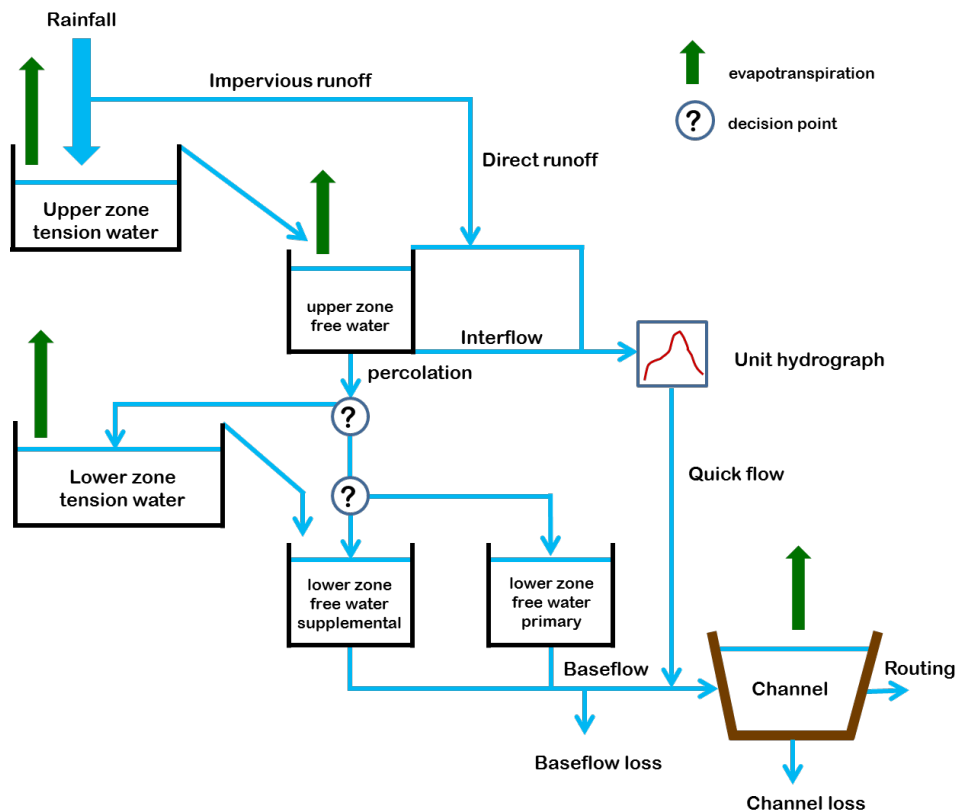 Rainfall
Impervious runoff
evapotranspiration
?
decision point
Direct runoff
Upper zone
tension water
upper zone
free water
Interflow
Unit hydrograph
percolation
?
Lower zone
tension water
Quick flow
?
lower zone
free water
supplemental
lower zone
free water
primary
Baseflow
Channel
Routing
Baseflow loss
Channel loss